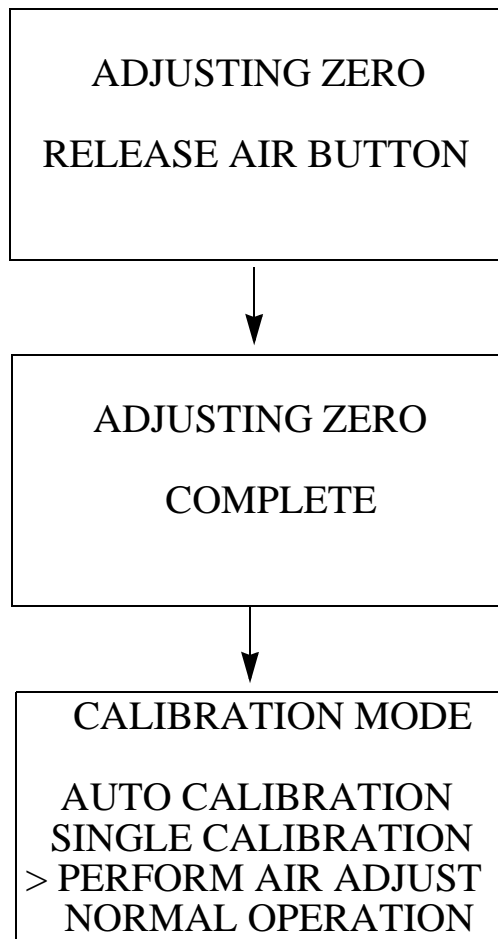 ADJUSTING ZERO
RELEASE AIR BUTTON
ADJUSTING ZERO
COMPLETE
CALIBRATION MODE
AUTO CALIBRATION
SINGLE CALIBRATION
> PERFORM AIR ADJUST
NORMAL OPERATION